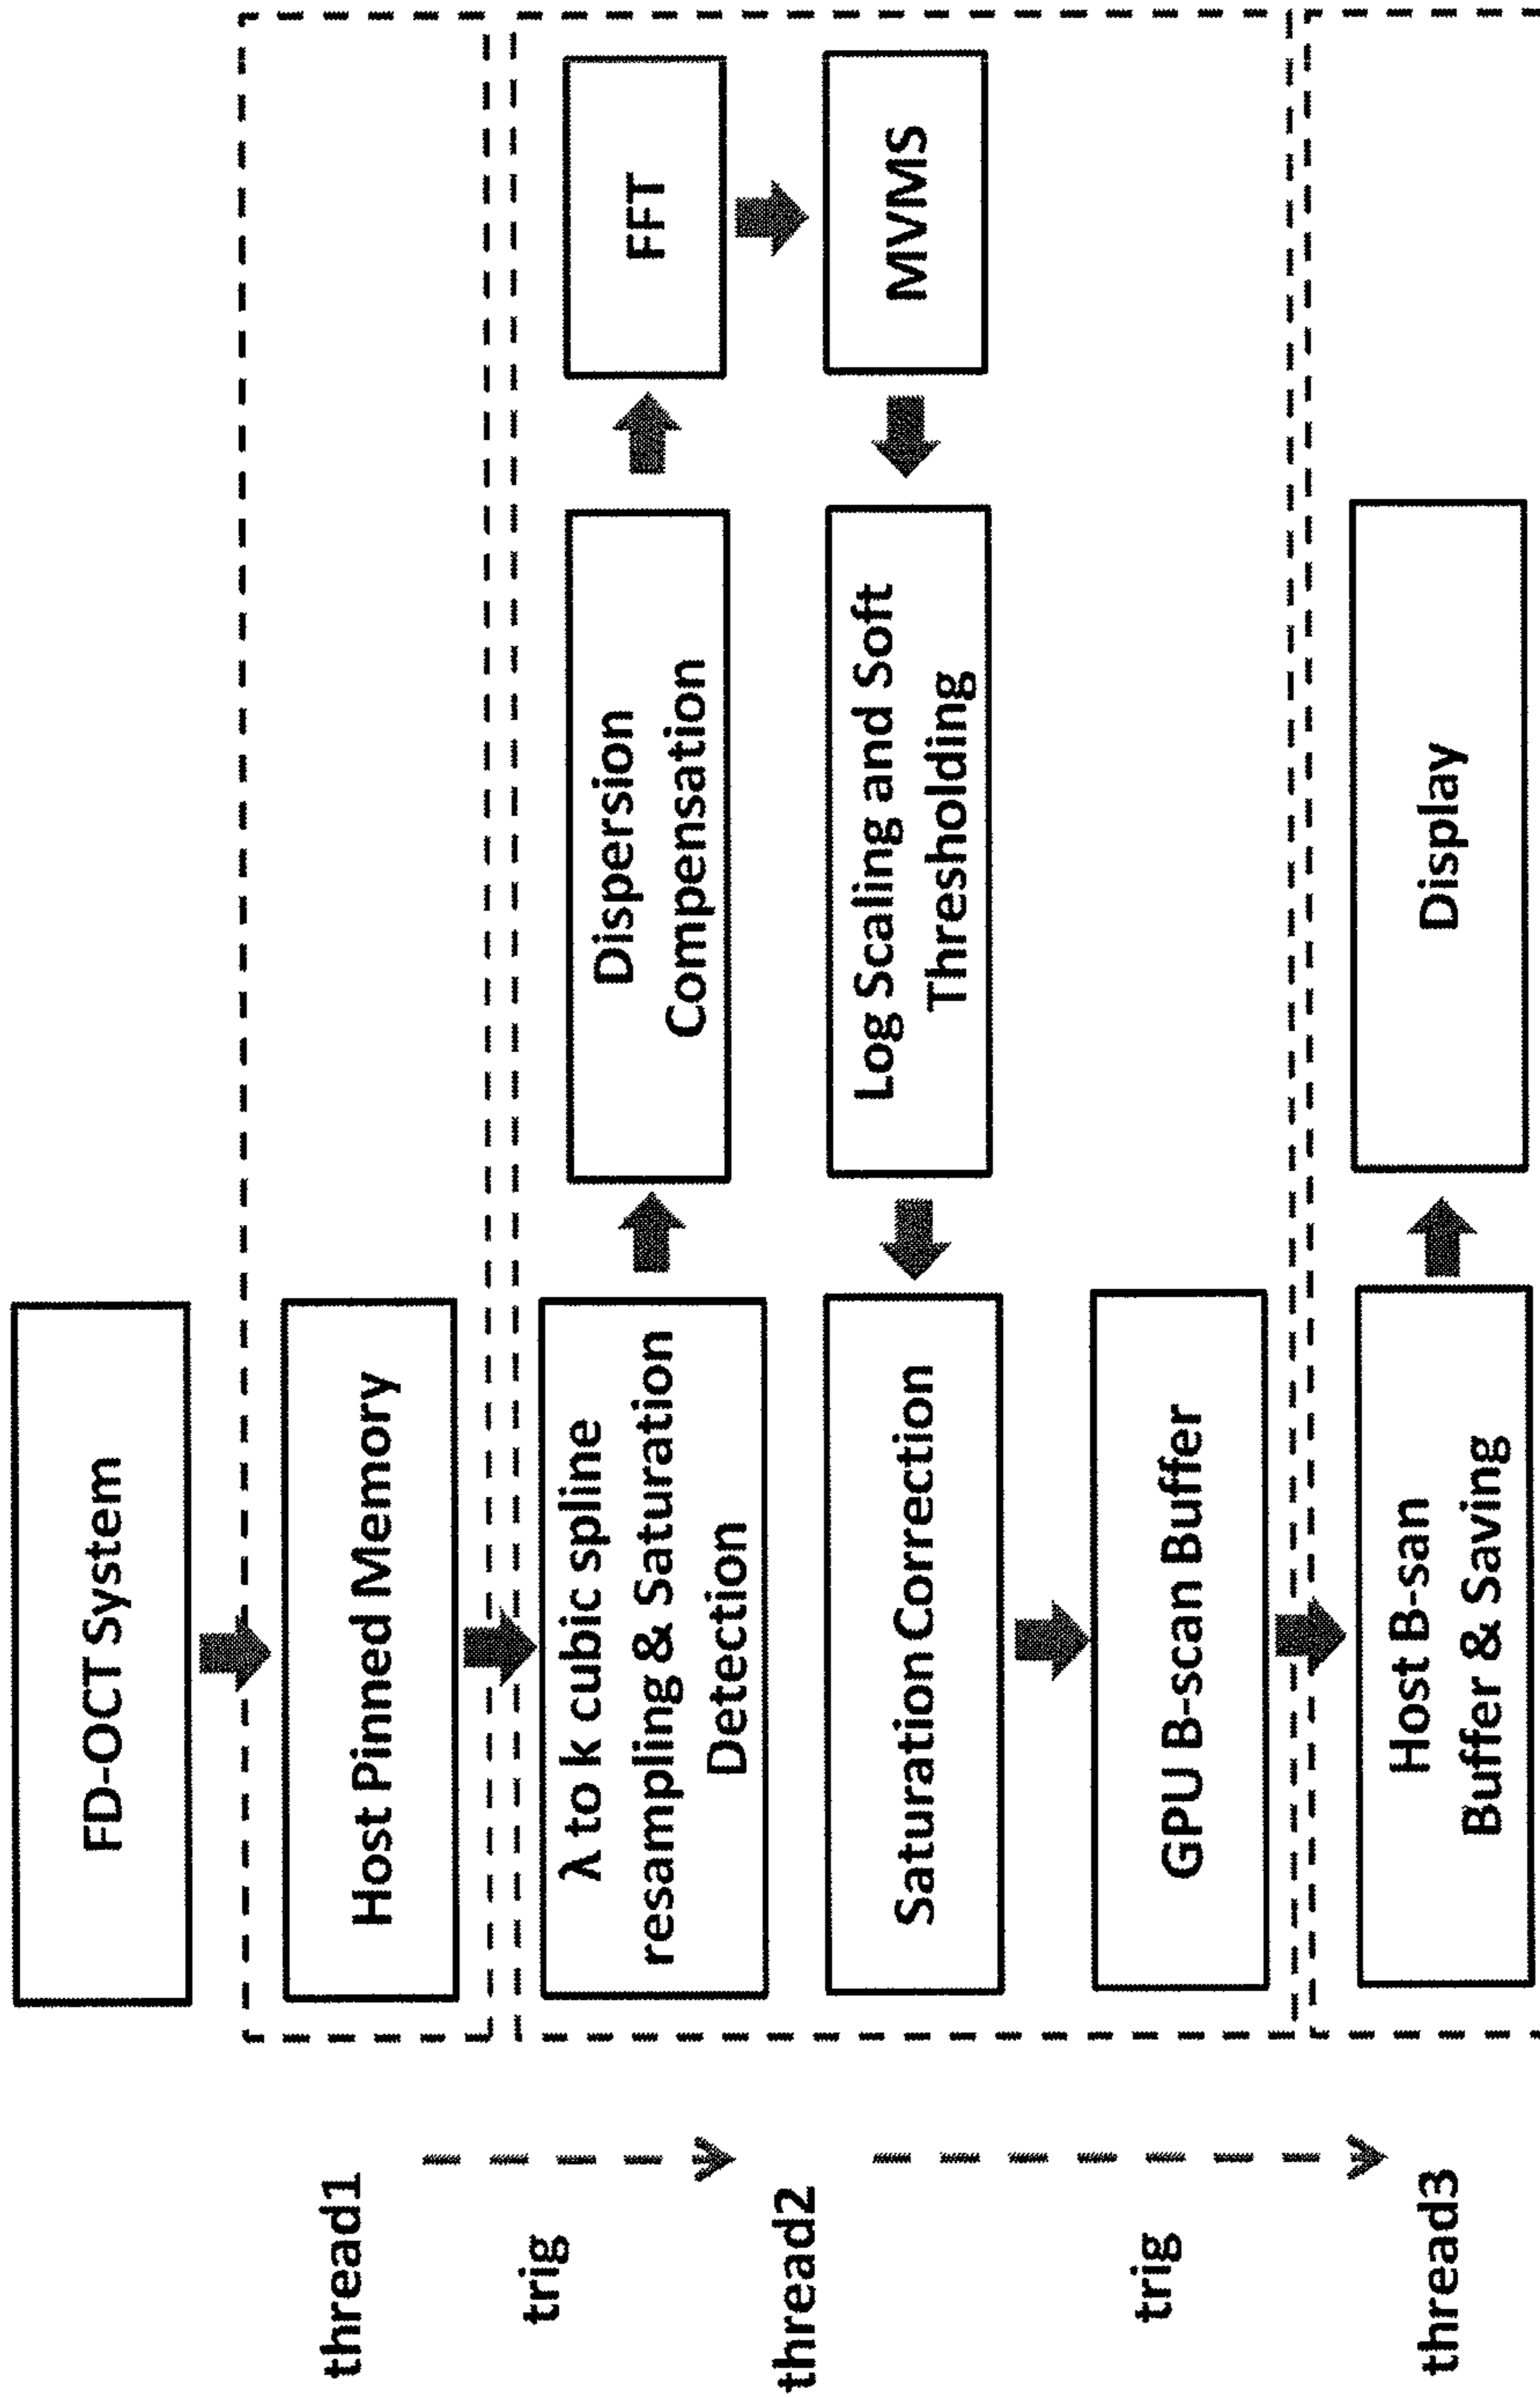 FD-OCT System
thread1
Host Pinned Memory
trig
thread2
λ to k cubic spline
resampling & Saturation
Detection
Dispersion
Compensation
FFT
Saturation Correction
Log Scaling and Soft
Thresholding
MVMS
trig
GPU B-scan Buffer
thread3
Host B-san
Buffer & Saving
Display